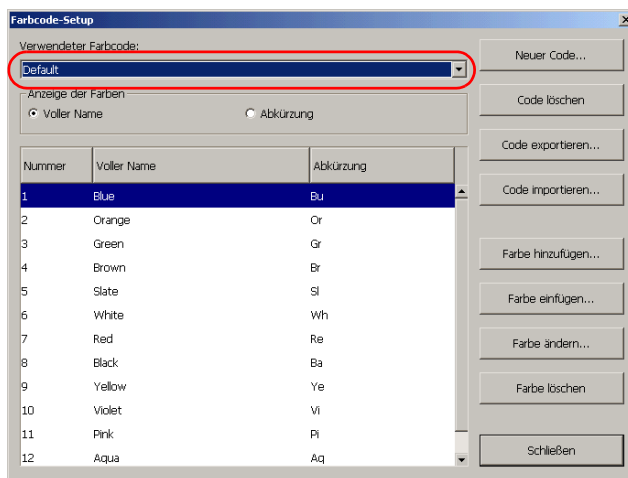 Farbcode-Setup
Verwendeter Farbcode:
Default
Anzeige der Farben
Voller Name Abkürzung
Nummer Voller Name Abkürzung
1 Blue Bu
2 Orange Or
3 Green Gr
4 Brown Br
5 Slate Sl
6 White Wh
7 Red Re
8 Black Ba
9 Yellow Ye
10 Violet Vi
11 Pink Pi
12 Aqua Aq
Neuer Code...
Code löschen
Code exportieren...
Code importieren...
Farbe hinzufügen...
Farbe einfügen...
Farbe ändern...
Farbe löschen
Schließen